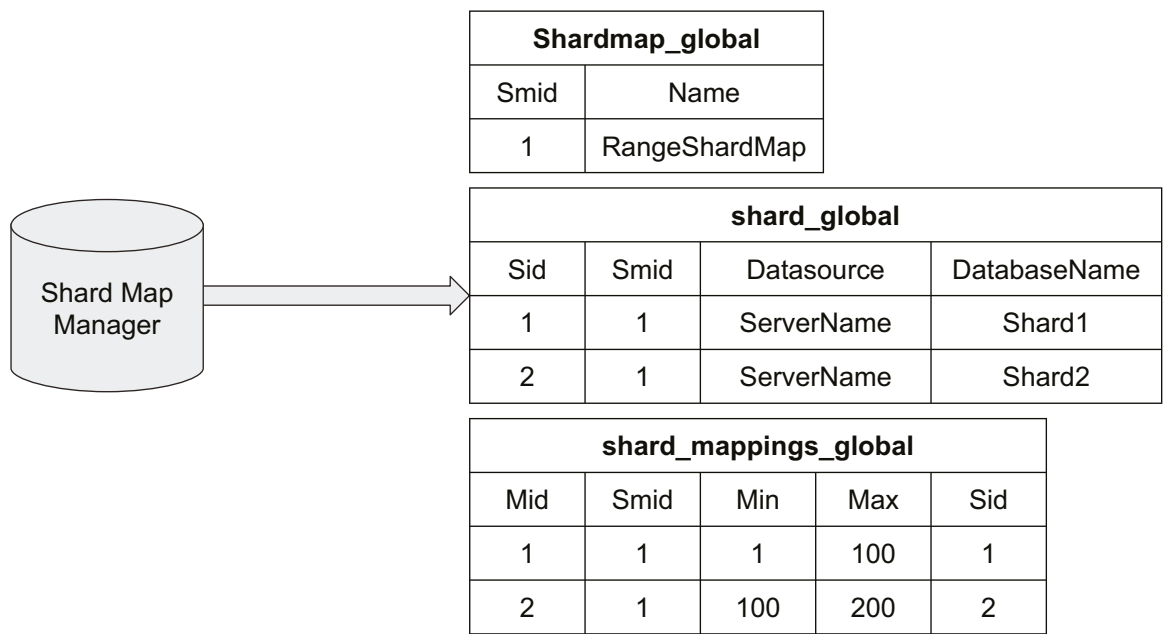 Shard Map
Manager
Shardmap_global
Smid Name
1 RangeShardMap
shard_global
Sid Smid Datasource DatabaseName
1 1 ServerName Shard1
2 1 ServerName Shard2
shard_mappings_global
Mid Smid Min Max Sid
1 1 1 100 1
2 1 100 200 2